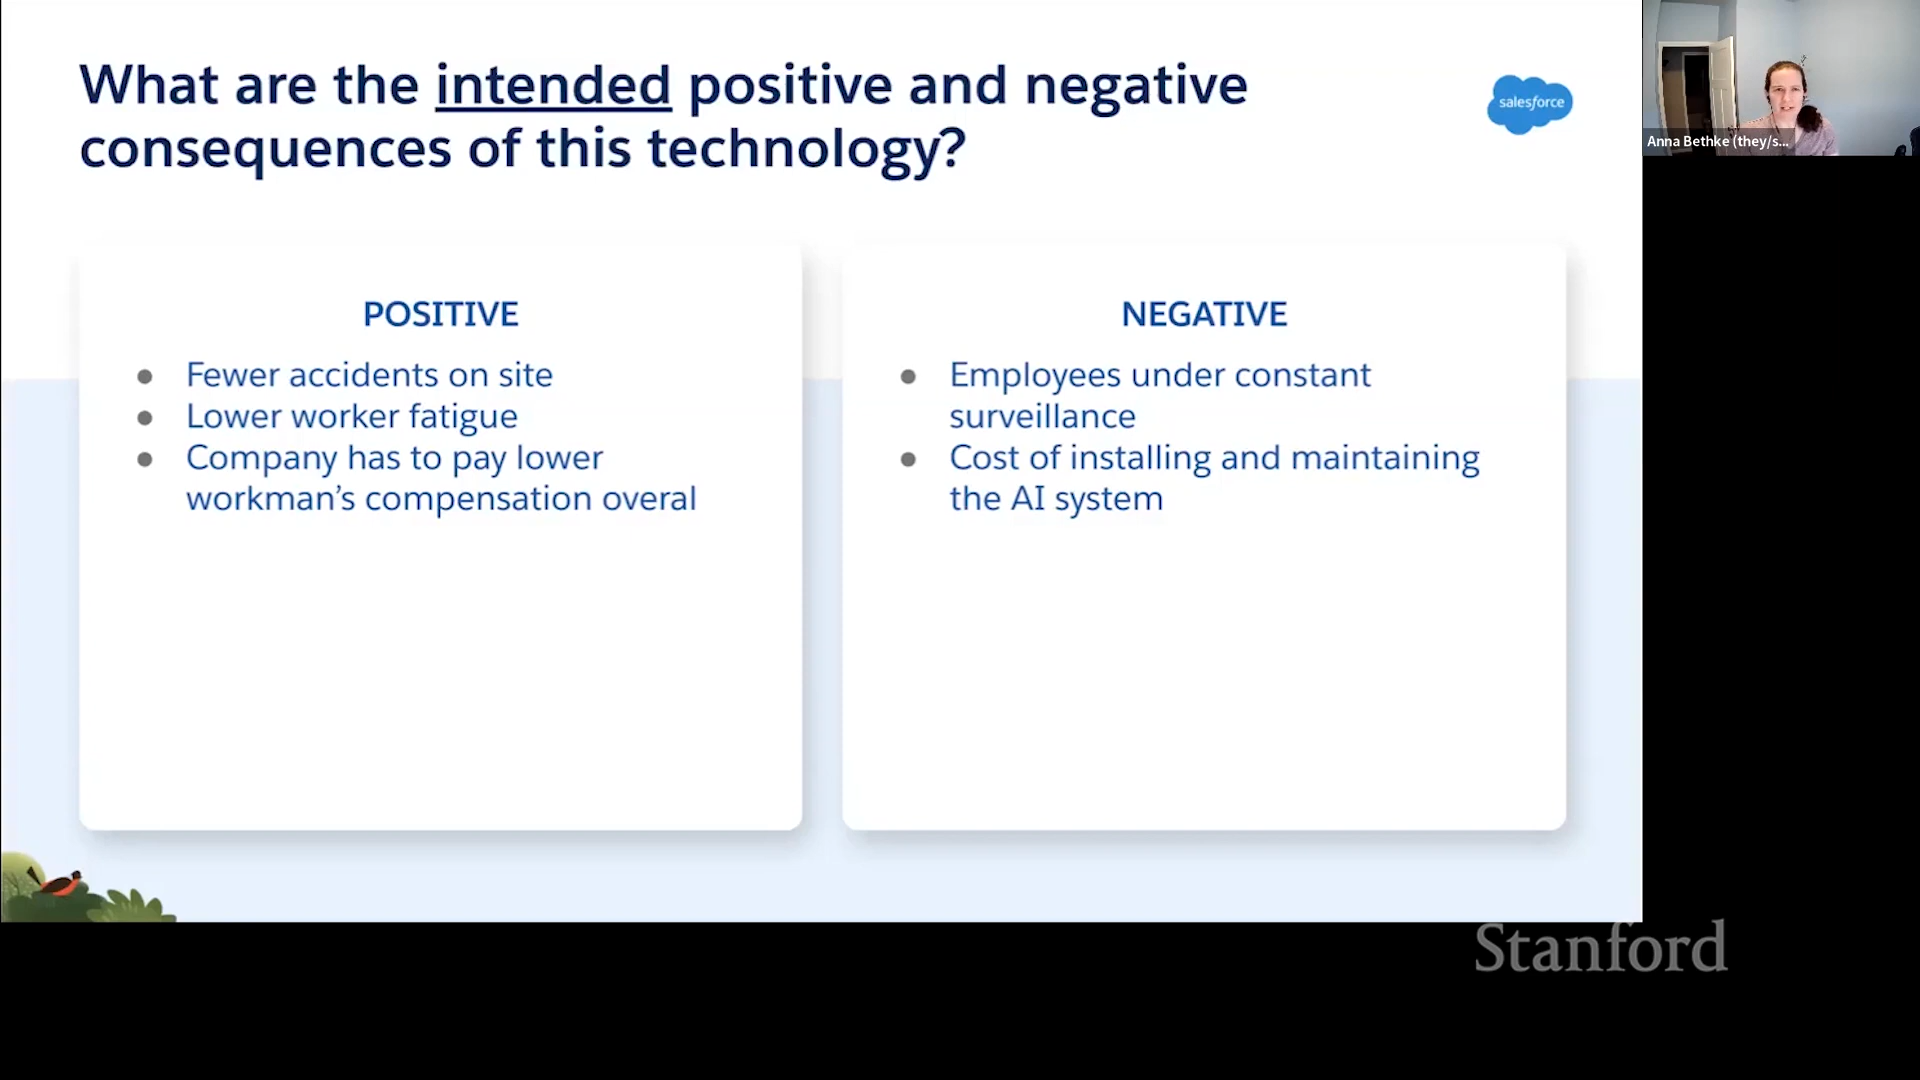 What are the intended positive and negative
consequences of this technology?
salesforce
Anna Bethke (they/s...
POSITIVE
Fewer accidents on site
Lower worker fatigue
Company has to pay lower
workman’s compensation overal
NEGATIVE
Employees under constant
surveillance
Cost of installing and maintaining
the AI system
Stanford